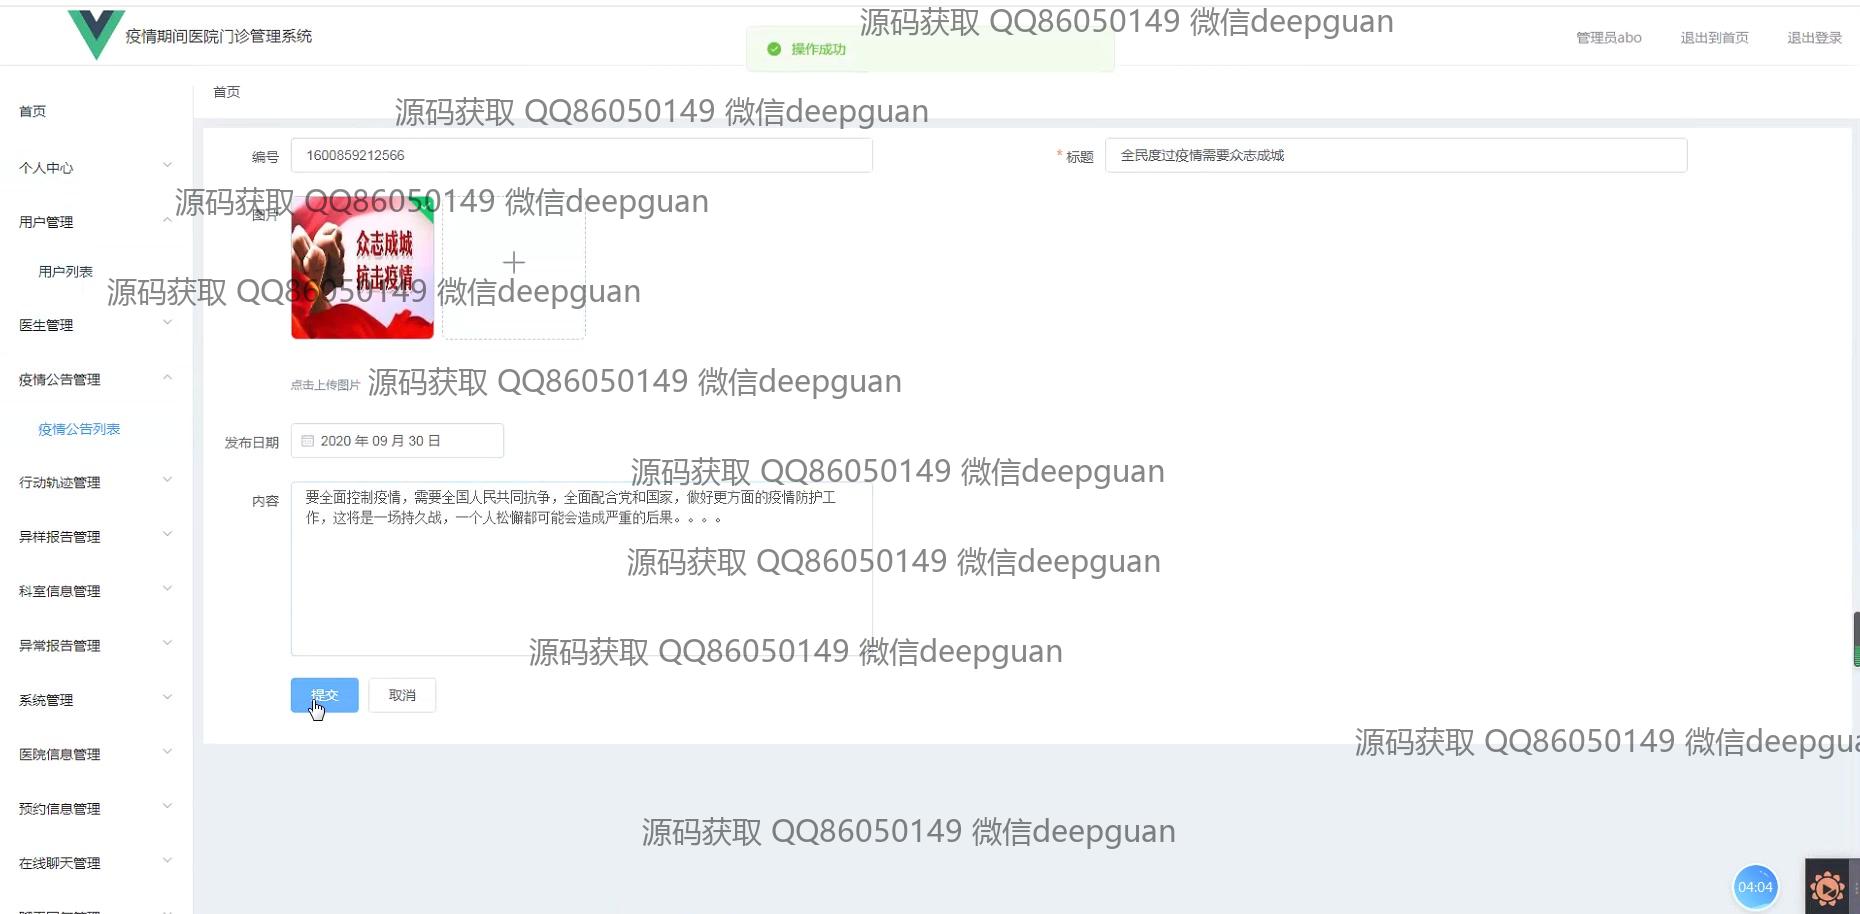 疫情期间医院门诊管理系统
源码获取 QQ86050149 微信deepguan
操作成功
管理员abo
退出到首页
退出登录
首页
首页
源码获取 QQ86050149 微信deepguan
编号
1600859212566
* 标题
全民度过疫情需要众志成城
个人中心
源码获取 QQ86050149 微信deepguan
图片
用户管理
众志成城
抗击疫情
用户列表
源码获取 QQ86050149 微信deepguan
医生管理
疫情公告管理
点击上传图片
源码获取 QQ86050149 微信deepguan
疫情公告列表
发布日期
2020 年 09 月 30 日
源码获取 QQ86050149 微信deepguan
行动轨迹管理
内容
要全面控制疫情，需要全国人民共同抗争，全面配合党和国家，做好更方面的疫情防护工
作，这将是一场持久战，一个人松懈都可能会造成严重的后果。。。。
异样报告管理
源码获取 QQ86050149 微信deepguan
科室信息管理
异常报告管理
源码获取 QQ86050149 微信deepguan
系统管理
提交
取消
医院信息管理
源码获取 QQ86050149 微信deepgua
预约信息管理
源码获取 QQ86050149 微信deepguan
在线聊天管理
04:04